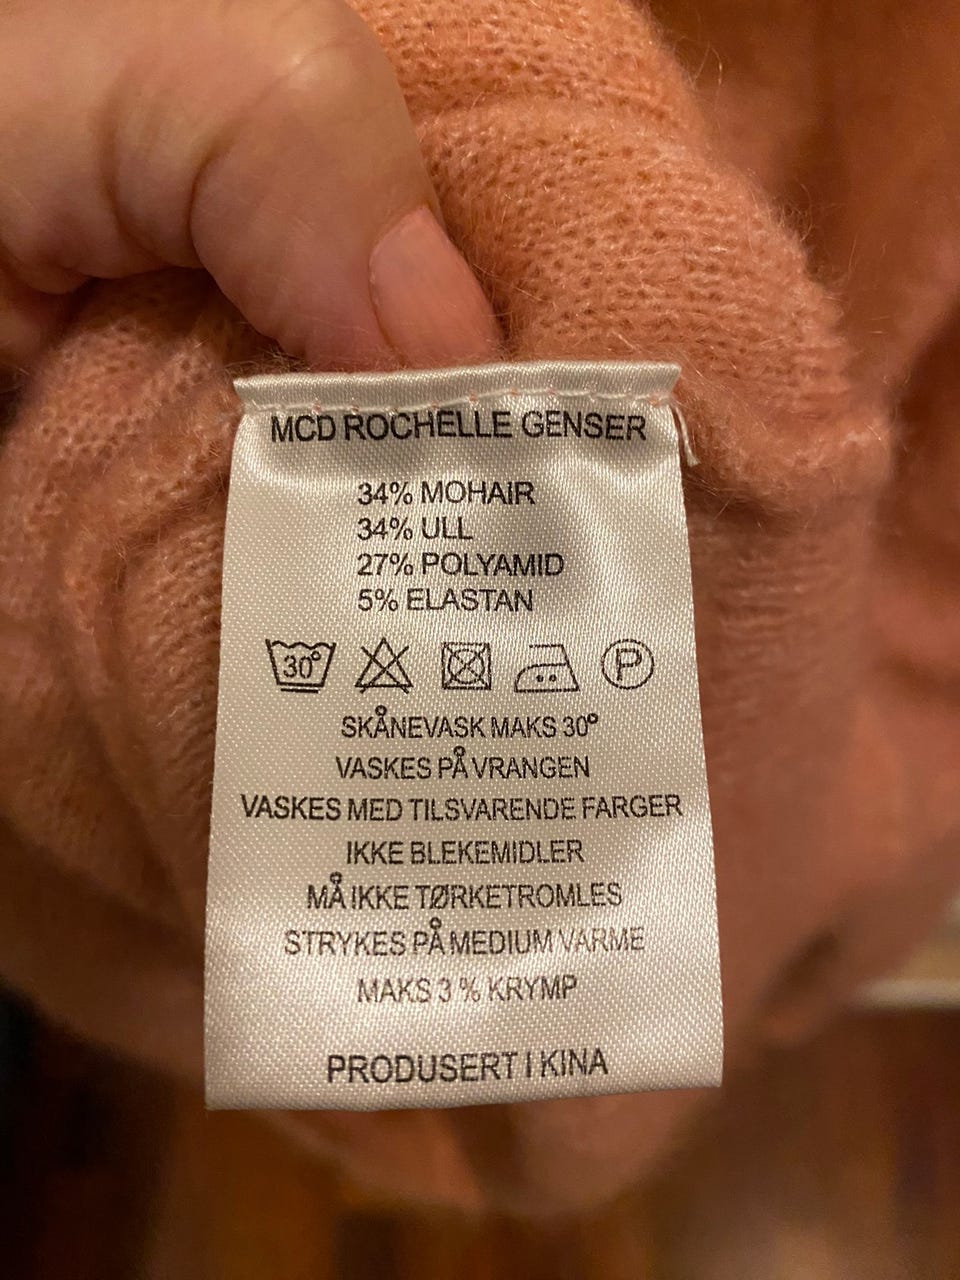 MCD ROCHELLE GENSER
34% MOHAIR
34% ULL
27% POLYAMID
5% ELASTAN
30° P
SKÅNEVASK MAKS 30°
VASKES PÅ VRANGEN
VASKES MED TILSVARENDE FARGER
IKKE BLEKEMIDLER
MÅ IKKE TØRKETROMLES
STRYKES PÅ MEDIUM VARME
MAKS 3 % KRYMP
PRODUSERT I KINA